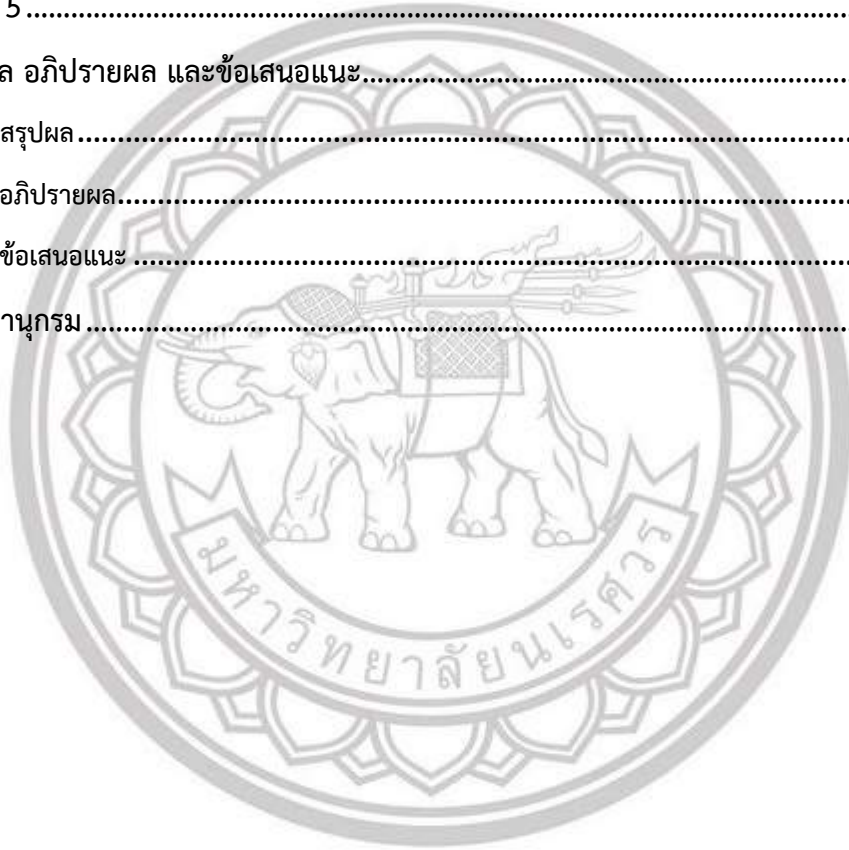 5 ........................................................................................................
ล อภิปรายผล และข้อเสนอแนะ........................................................................
สรุปผล........................................................................................................
อภิปรายผล...................................................................................................
ข้อเสนอแนะ ................................................................................................
านุกรม ........................................................................................................
มหาวิทยาลัยนเรศวร